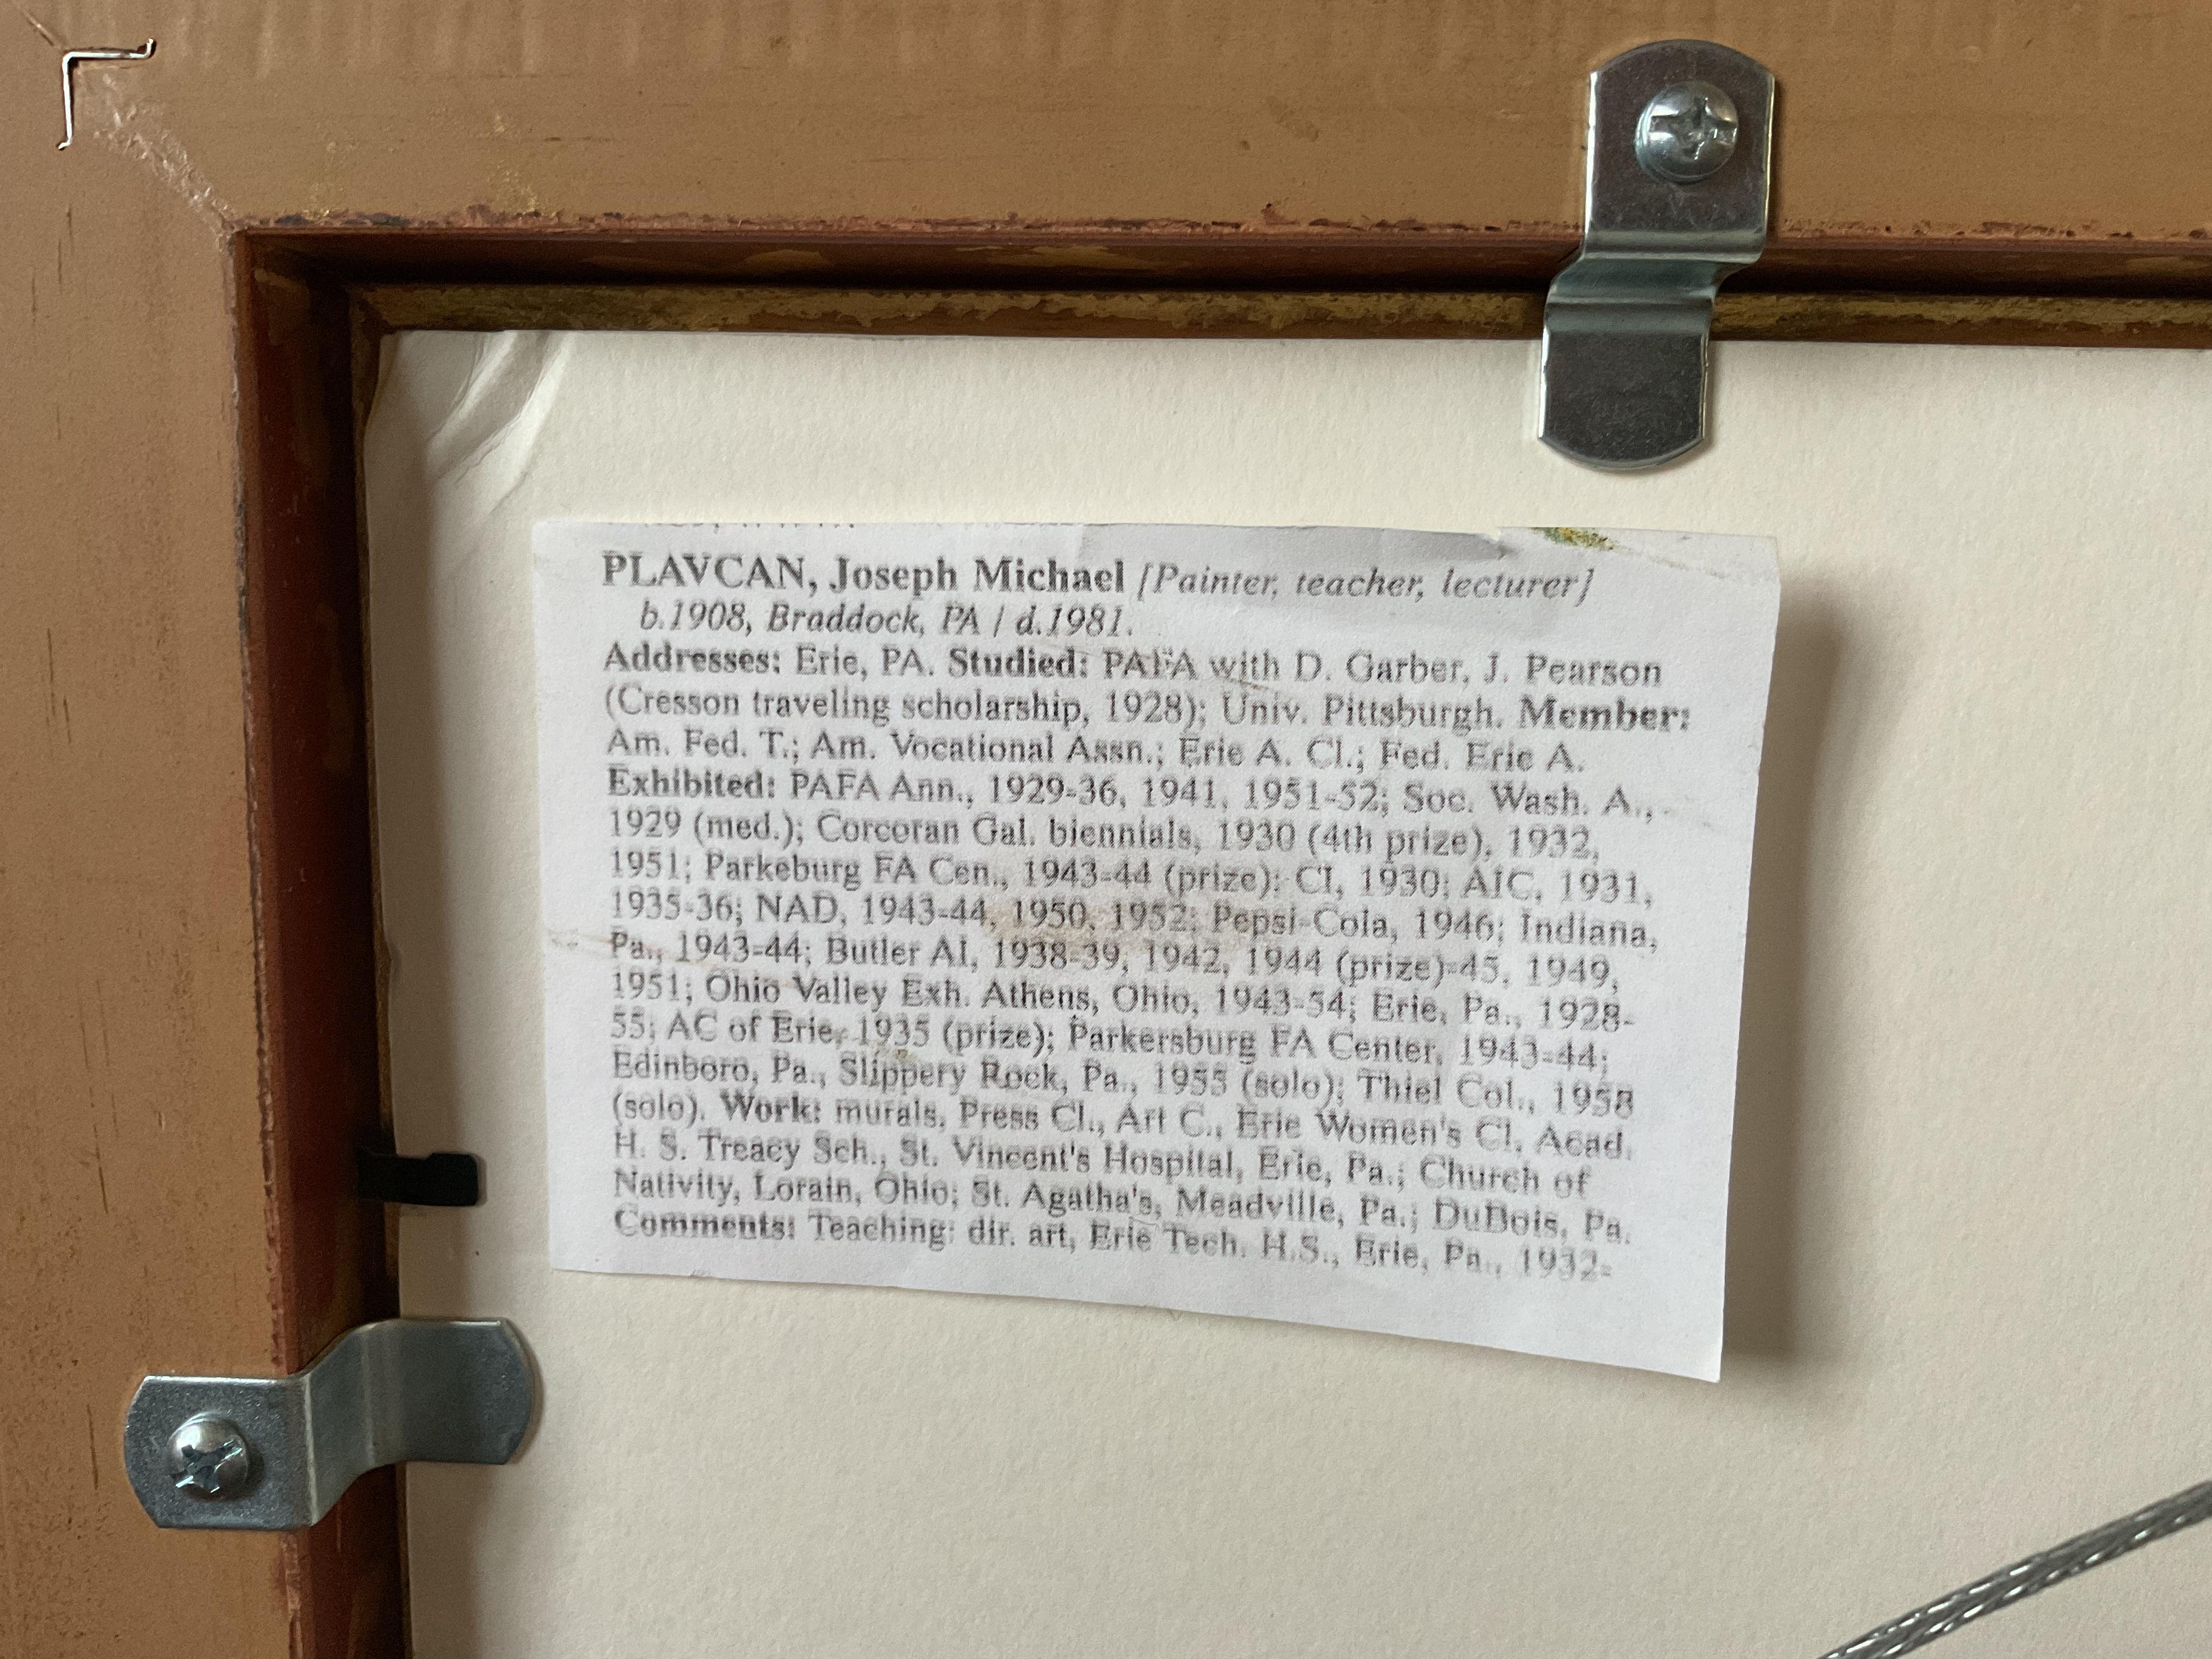 PLAVCAN, Joseph Michael [Painter, teacher, lecturer]
b.1908, Braddock, PA / d.1981.
Addresses: Erie, PA. Studied: PAFA with D. Garber, J. Pearson
(Cresson traveling scholarship, 1928); Univ. Pittsburgh. Member:
Am. Fed. T.; Am. Vocational Assn.; Erie A. Cl.; Fed. Erie A.
Exhibited: PAFA Ann., 1929-36, 1941, 1951-52; Soc. Wash. A.,
1929 (med.); Corcoran Gal. biennials, 1930 (4th prize), 1932,
1951; Parkeburg FA Cen., 1943-44 (prize); CI, 1930; AIC, 1931,
1935-36; NAD, 1943-44, 1950, 1952; Pepsi-Cola, 1946; Indiana,
Pa., 1943-44; Butler AI, 1938-39, 1942, 1944 (prize)-45, 1949,
1951; Ohio Valley Exh. Athens, Ohio, 1943-54; Erie, Pa., 1928-
55; AC of Erie, 1935 (prize); Parkersburg FA Center, 1943-44;
Edinboro, Pa., Slippery Rock, Pa., 1955 (solo); Thiel Col., 1958
(solo). Work: murals, Press Cl., Art C., Erie Women's Cl, Acad.
H. S. Treacy Sch., St. Vincent's Hospital, Erie, Pa.; Church of
Nativity, Lorain, Ohio; St. Agatha's, Meadville, Pa.; DuBois, Pa.
Comments: Teaching: dir. art, Erie Tech. H.S., Erie, Pa., 1932-